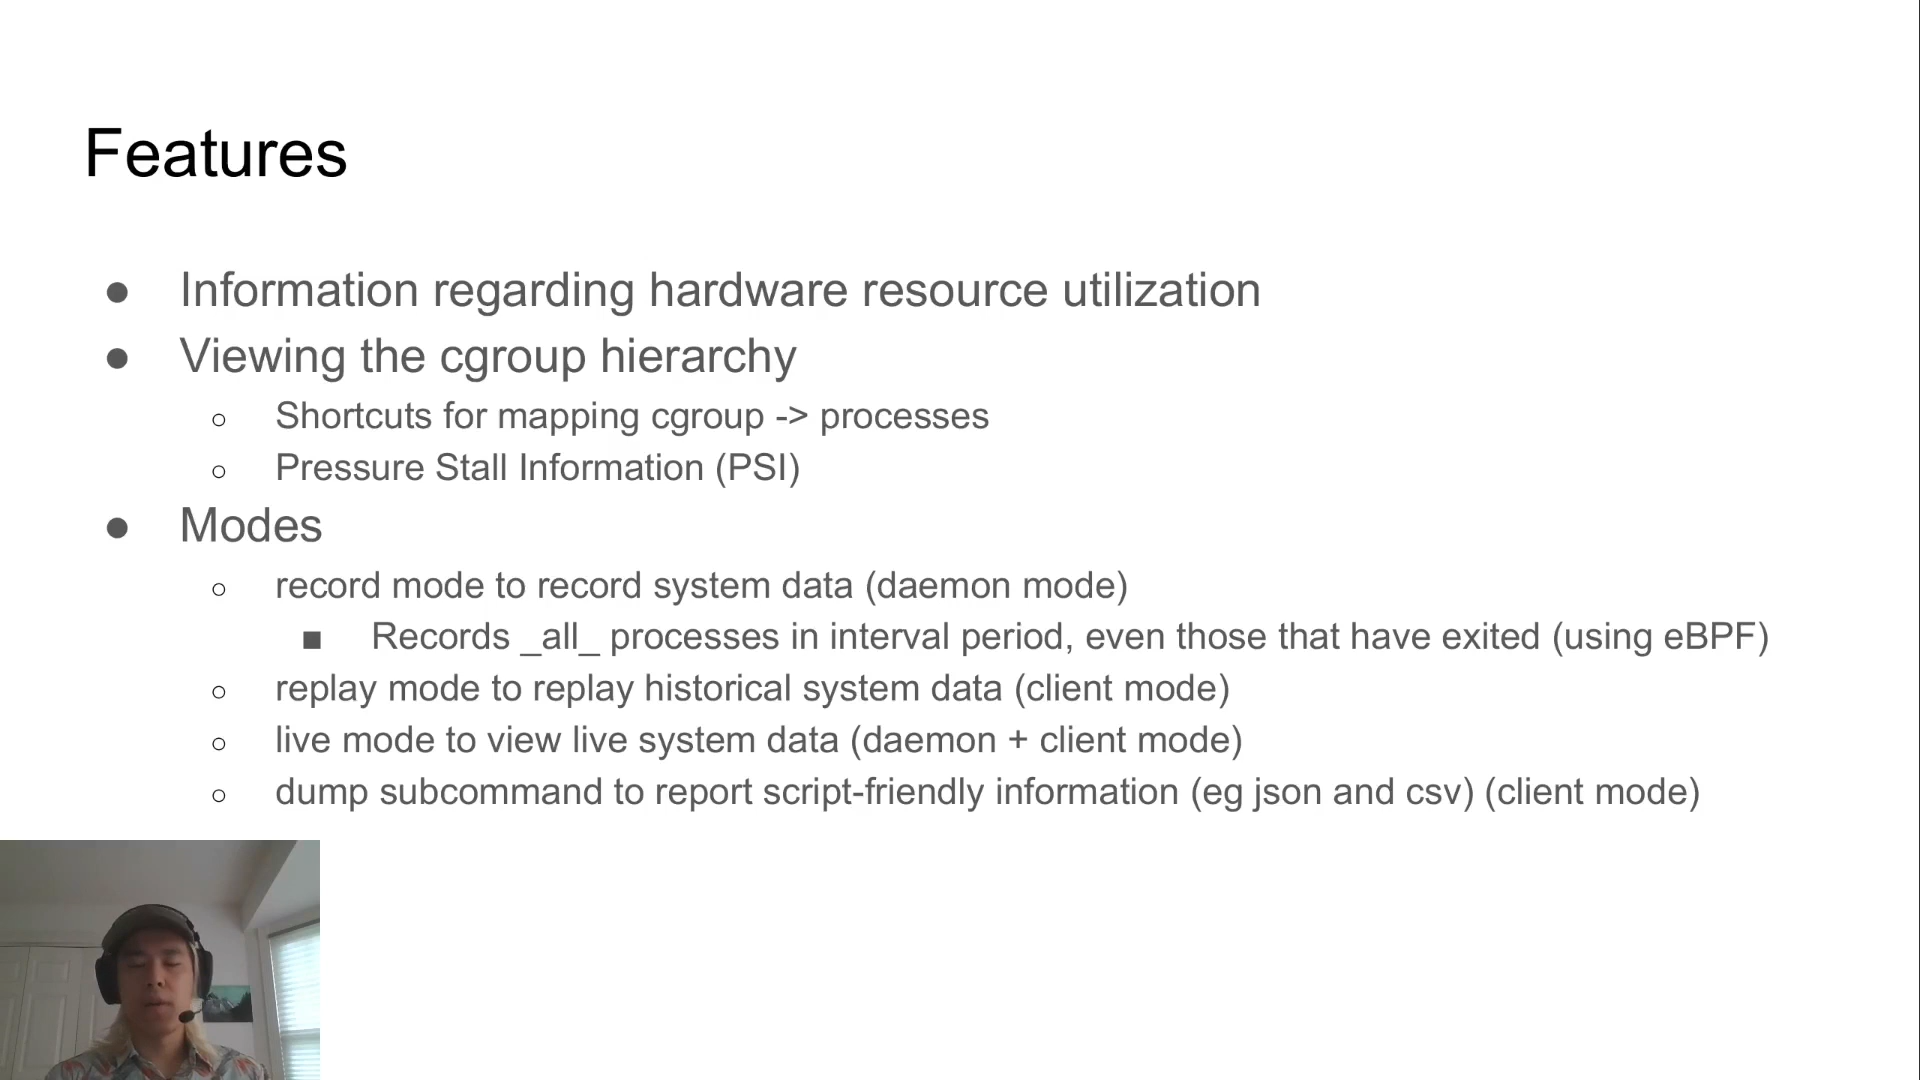 Features
● Information regarding hardware resource utilization
● Viewing the cgroup hierarchy
○ Shortcuts for mapping cgroup -> processes
○ Pressure Stall Information (PSI)
● Modes
○ record mode to record system data (daemon mode)
■ Records _all_ processes in interval period, even those that have exited (using eBPF)
○ replay mode to replay historical system data (client mode)
○ live mode to view live system data (daemon + client mode)
○ dump subcommand to report script-friendly information (eg json and csv) (client mode)